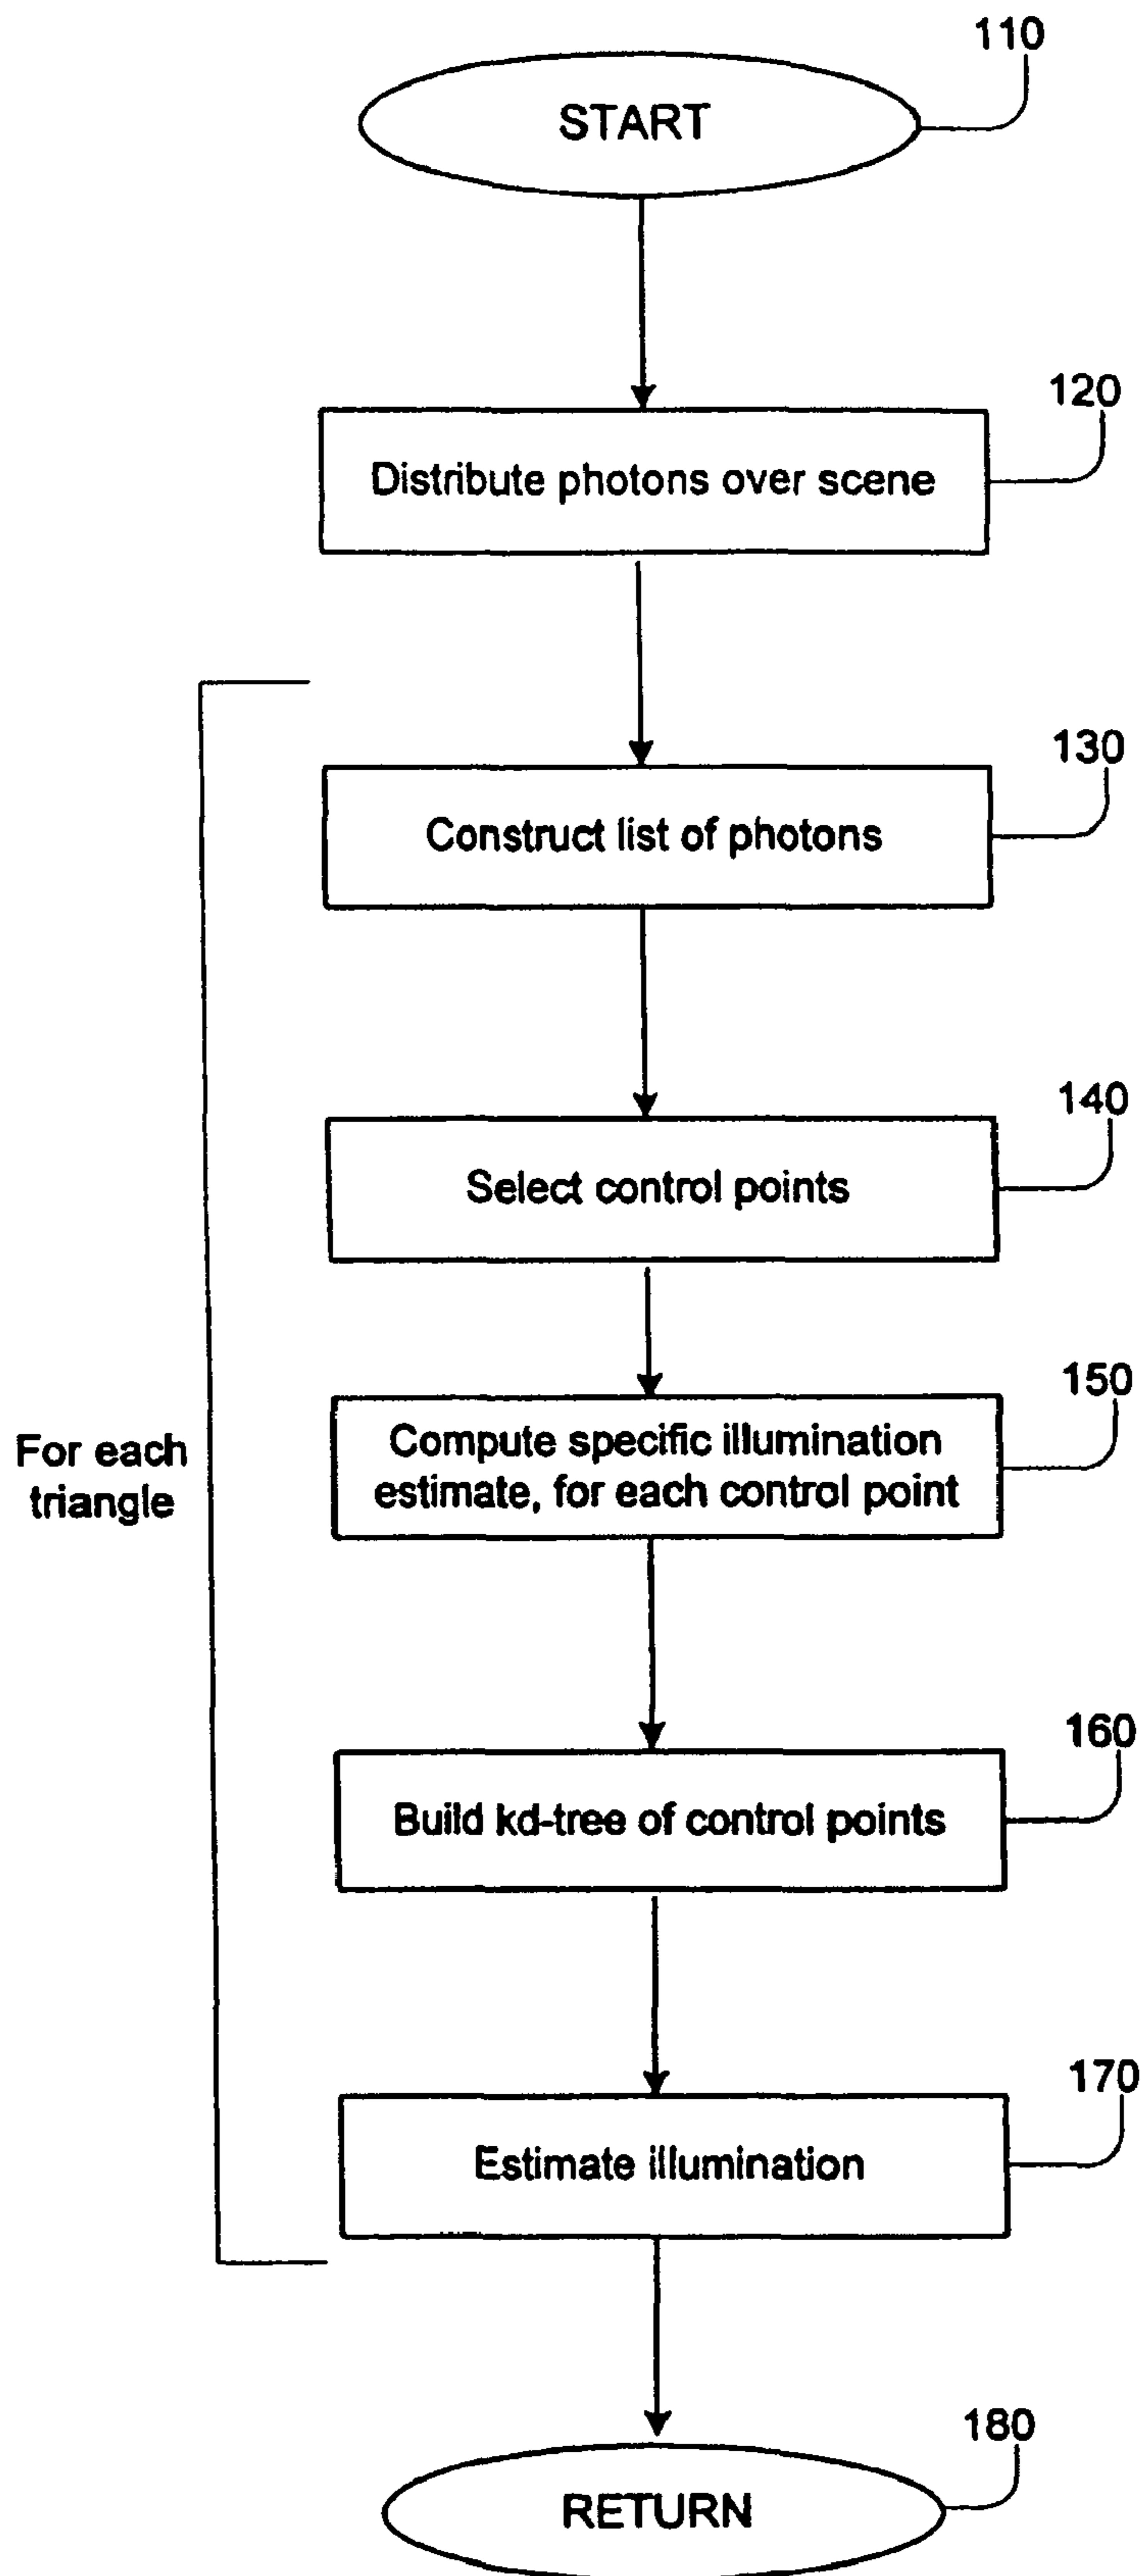 110
START
120
Distribute photons over scene
130
Construct list of photons
140
Select control points
150
Compute specific illumination
estimate, for each control point
For each
triangle
160
Build kd-tree of control points
170
Estimate illumination
180
RETURN